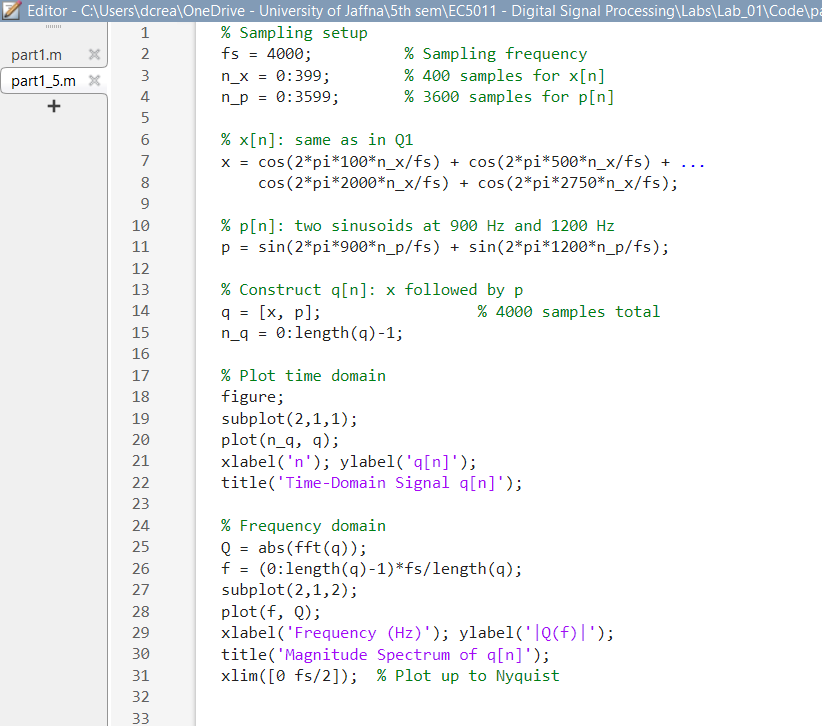 Editor - C:\Users\dcrea\OneDrive - University of Jaffna\5th sem\EC5011 - Digital Signal Processing\Labs\Lab_01\Code\pa
part1.m
part1_5.m
1 % Sampling setup
2 fs = 4000; % Sampling frequency
3 n_x = 0:399; % 400 samples for x[n]
4 n_p = 0:3599; % 3600 samples for p[n]
5
6 % x[n]: same as in Q1
7 x = cos(2*pi*100*n_x/fs) + cos(2*pi*500*n_x/fs) + ...
8 cos(2*pi*2000*n_x/fs) + cos(2*pi*2750*n_x/fs);
9
10 % p[n]: two sinusoids at 900 Hz and 1200 Hz
11 p = sin(2*pi*900*n_p/fs) + sin(2*pi*1200*n_p/fs);
12
13 % Construct q[n]: x followed by p
14 q = [x, p]; % 4000 samples total
15 n_q = 0:length(q)-1;
16
17 % Plot time domain
18 figure;
19 subplot(2,1,1);
20 plot(n_q, q);
21 xlabel('n'); ylabel('q[n]');
22 title('Time-Domain Signal q[n]');
23
24 % Frequency domain
25 Q = abs(fft(q));
26 f = (0:length(q)-1)*fs/length(q);
27 subplot(2,1,2);
28 plot(f, Q);
29 xlabel('Frequency (Hz)'); ylabel('|Q(f)|');
30 title('Magnitude Spectrum of q[n]');
31 xlim([0 fs/2]); % Plot up to Nyquist
32
33